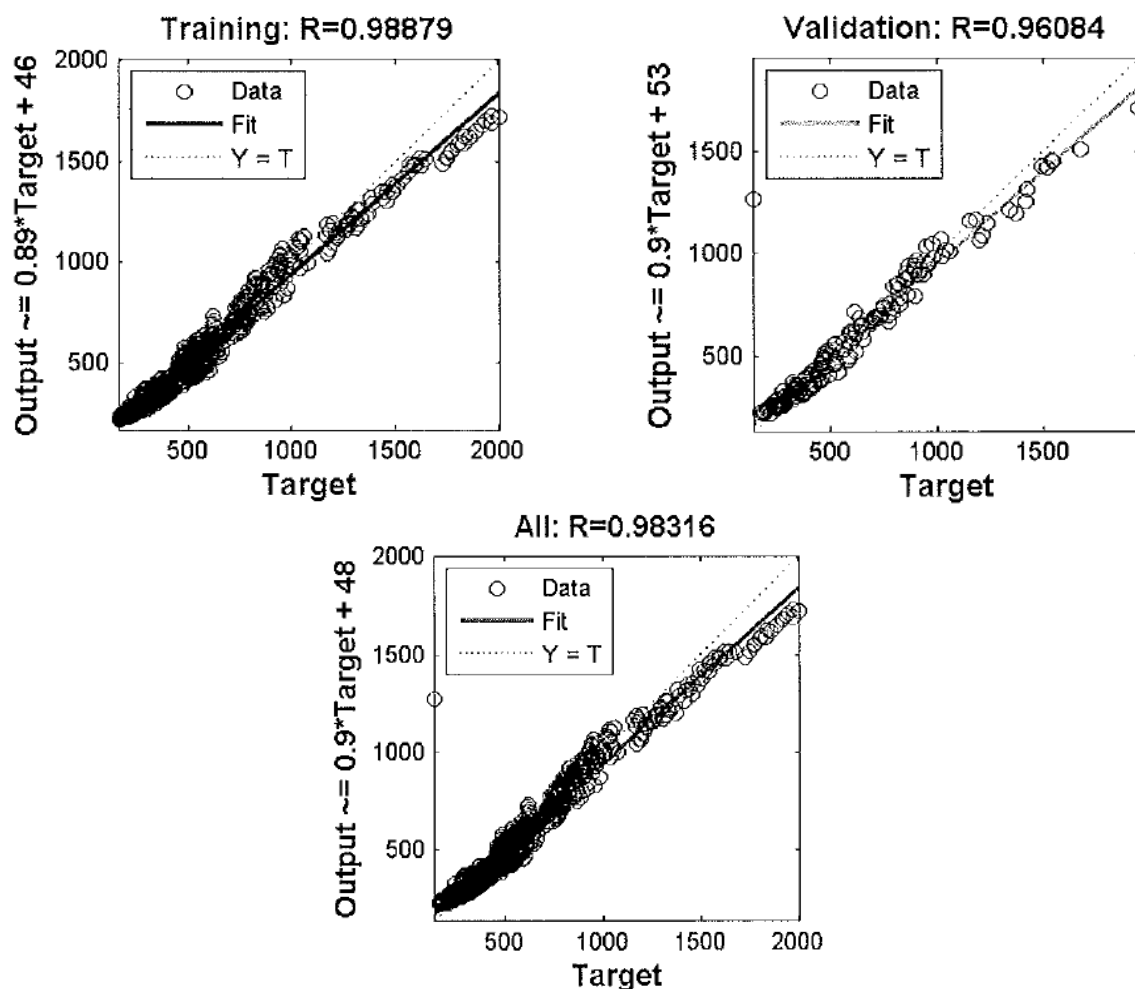 Training: R=0.98879
Output ~= 0.89*Target + 46
2000
1500
1000
500
Data
Fit
Y = T
500
1000
1500
2000
Target
Validation: R=0.96084
Output ~= 0.9*Target + 53
1500
1000
500
Data
Fit
Y = T
500
1000
1500
Target
All: R=0.98316
Output ~= 0.9*Target + 48
2000
1500
1000
500
Data
Fit
Y = T
500
1000
1500
2000
Target